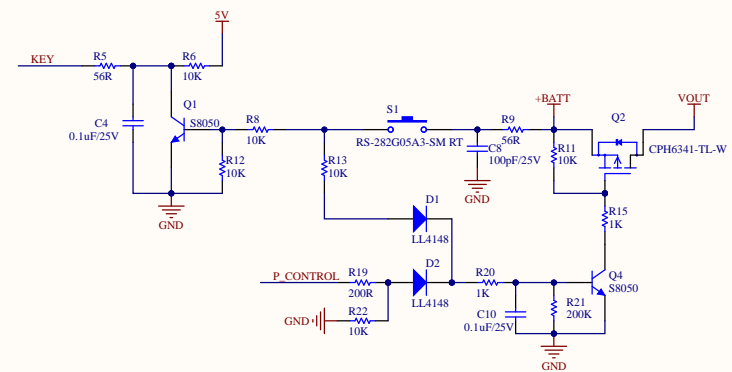 5V
KEY
R5
56R
R6
10K
C4
0.1uF/25V
Q1
S8050
R8
10K
R12
10K
GND
S1
RS-282G05A3-SM RT
R13
10K
R9
56R
C8
100pF/25V
GND
+BATT
R11
10K
Q2
CPH6341-TL-W
VOUT
R15
1K
D1
LL4148
D2
LL4148
P_CONTROL
R19
200R
GND
R22
10K
R20
1K
C10
0.1uF/25V
R21
200K
Q4
S8050
GND